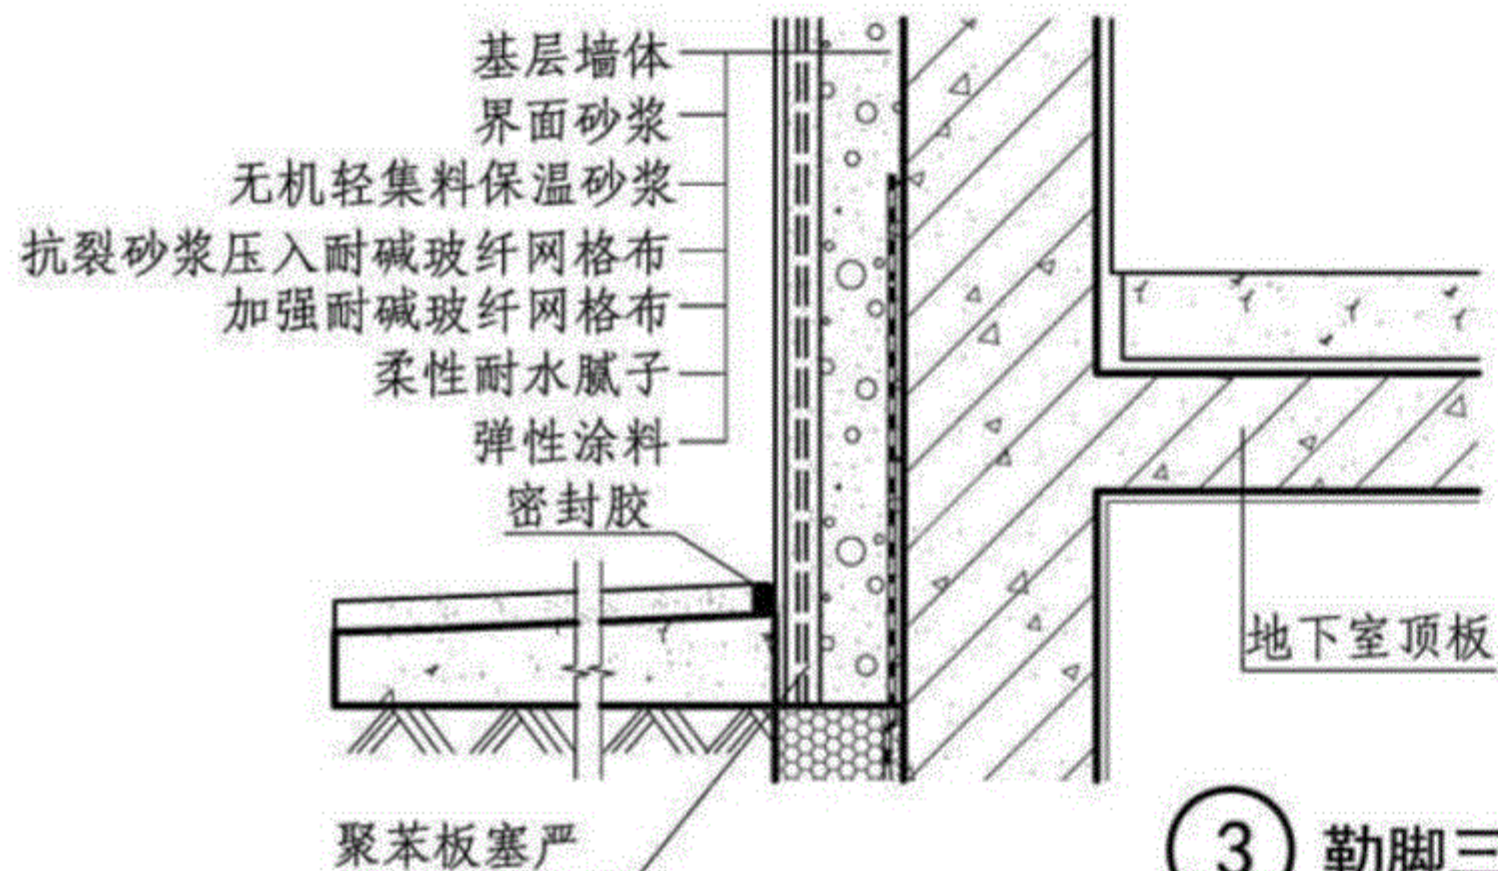 基层墙体
界面砂浆
无机轻集料保温砂浆
抗裂砂浆压入耐碱玻纤网格布
加强耐碱玻纤网格布
柔性耐水腻子
弹性涂料
密封胶
地下室顶板
聚苯板塞严
3 勒脚三